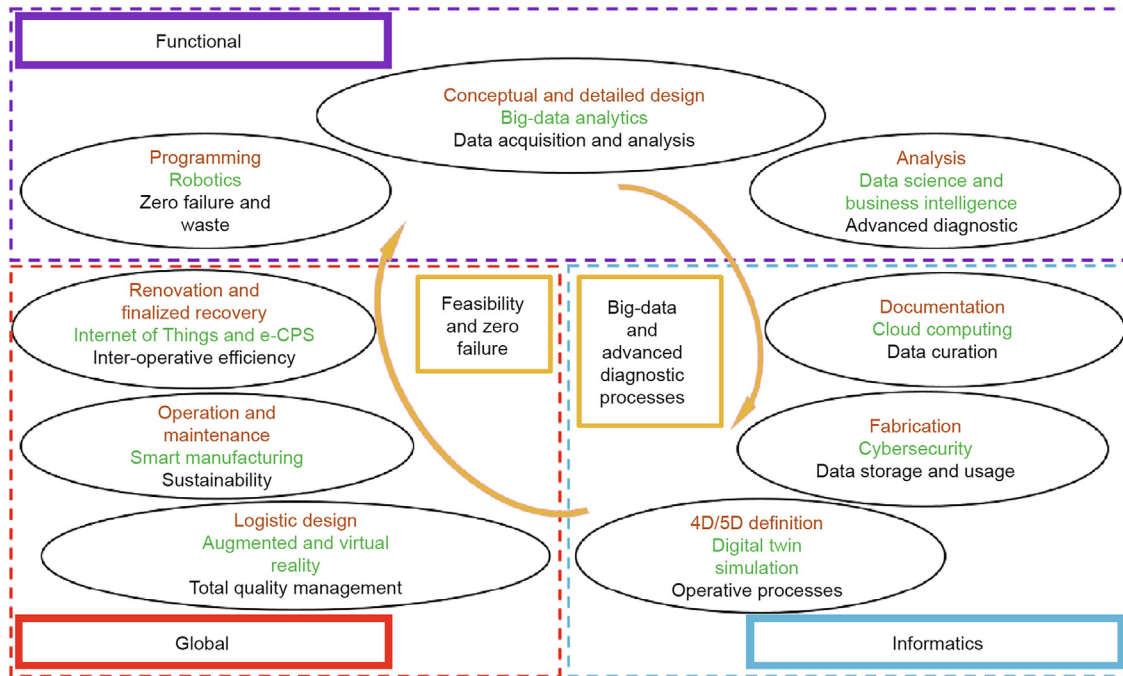 Functional
Conceptual and detailed design
Big-data analytics
Data acquisition and analysis
Programming
Robotics
Zero failure and
waste
Analysis
Data science and
business intelligence
Advanced diagnostic
Renovation and
finalized recovery
Internet of Things and e-CPS
Inter-operative efficiency
Feasibility
and zero
failure
Big-data
and
advanced
diagnostic
processes
Documentation
Cloud computing
Data curation
Operation and
maintenance
Smart manufacturing
Sustainability
Fabrication
Cybersecurity
Data storage and usage
Logistic design
Augmented and virtual
reality
Total quality management
4D/5D definition
Digital twin
simulation
Operative processes
Global
Informatics